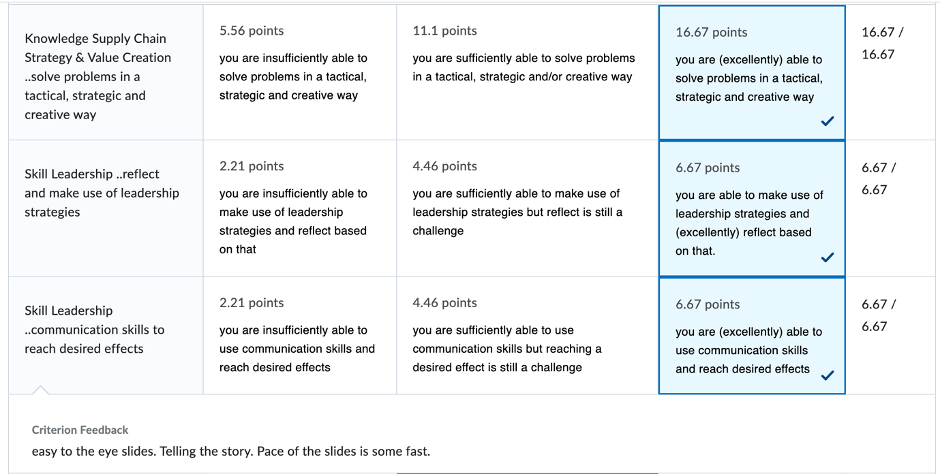 Knowledge Supply Chain
Strategy & Value Creation
..solve problems in a
tactical, strategic and
creative way
5.56 points
you are insufficiently able to
solve problems in a tactical,
strategic and creative way
11.1 points
you are sufficiently able to solve problems
in a tactical, strategic and/or creative way
16.67 points
you are (excellently) able to
solve problems in a tactical,
strategic and creative way
16.67 /
16.67
Skill Leadership ..reflect
and make use of leadership
strategies
2.21 points
you are insufficiently able to
make use of leadership
strategies and reflect based
on that
4.46 points
you are sufficiently able to make use of
leadership strategies but reflect is still a
challenge
6.67 points
you are able to make use of
leadership strategies and
(excellently) reflect based
on that.
6.67 /
6.67
Skill Leadership
..communication skills to
reach desired effects
2.21 points
you are insufficiently able to
use communication skills and
reach desired effects
4.46 points
you are sufficiently able to use
communication skills but reaching a
desired effect is still a challenge
6.67 points
you are (excellently) able to
use communication skills
and reach desired effects
6.67 /
6.67
Criterion Feedback
easy to the eye slides. Telling the story. Pace of the slides is some fast.